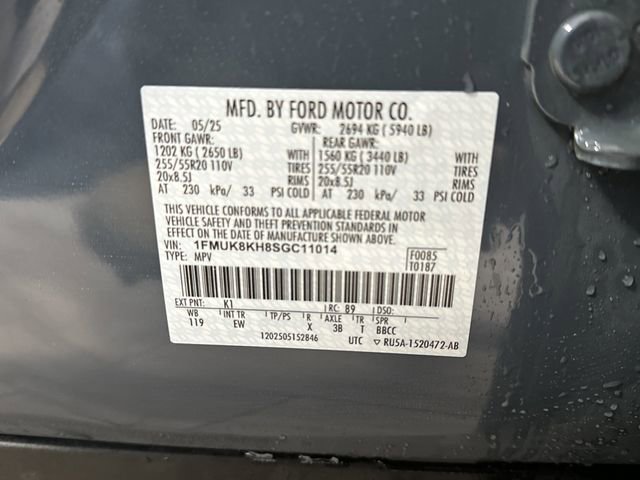 MFD. BY FORD MOTOR CO.
DATE: 05/25 GVWR: 2694 KG ( 5940 LB)
FRONT GAWR: REAR GAWR:
1202 KG ( 2650 LB) WITH 1560 KG ( 3440 LB) WITH
255/55R20 110V TIRES 255/55R20 110V TIRES
20x8.5J RIMS 20x8.5J RIMS
AT 230 kPa/ 33 PSI COLD AT 230 kPa/ 33 PSI COLD
THIS VEHICLE CONFORMS TO ALL APPLICABLE FEDERAL MOTOR
VEHICLE SAFETY AND THEFT PREVENTION STANDARDS IN
EFFECT ON THE DATE OF MANUFACTURE SHOWN ABOVE.
VIN: 1FMUK8KH8SGC11014 F0085
TYPE: MPV T0187
EXT PNT: K1 RC: 89 DSO:
WB INT TR TP/PS R AXLE TR SPR
119 EW X 3B T BBCC
1202505152846 UTC ▽ RU5A-1520472-AB